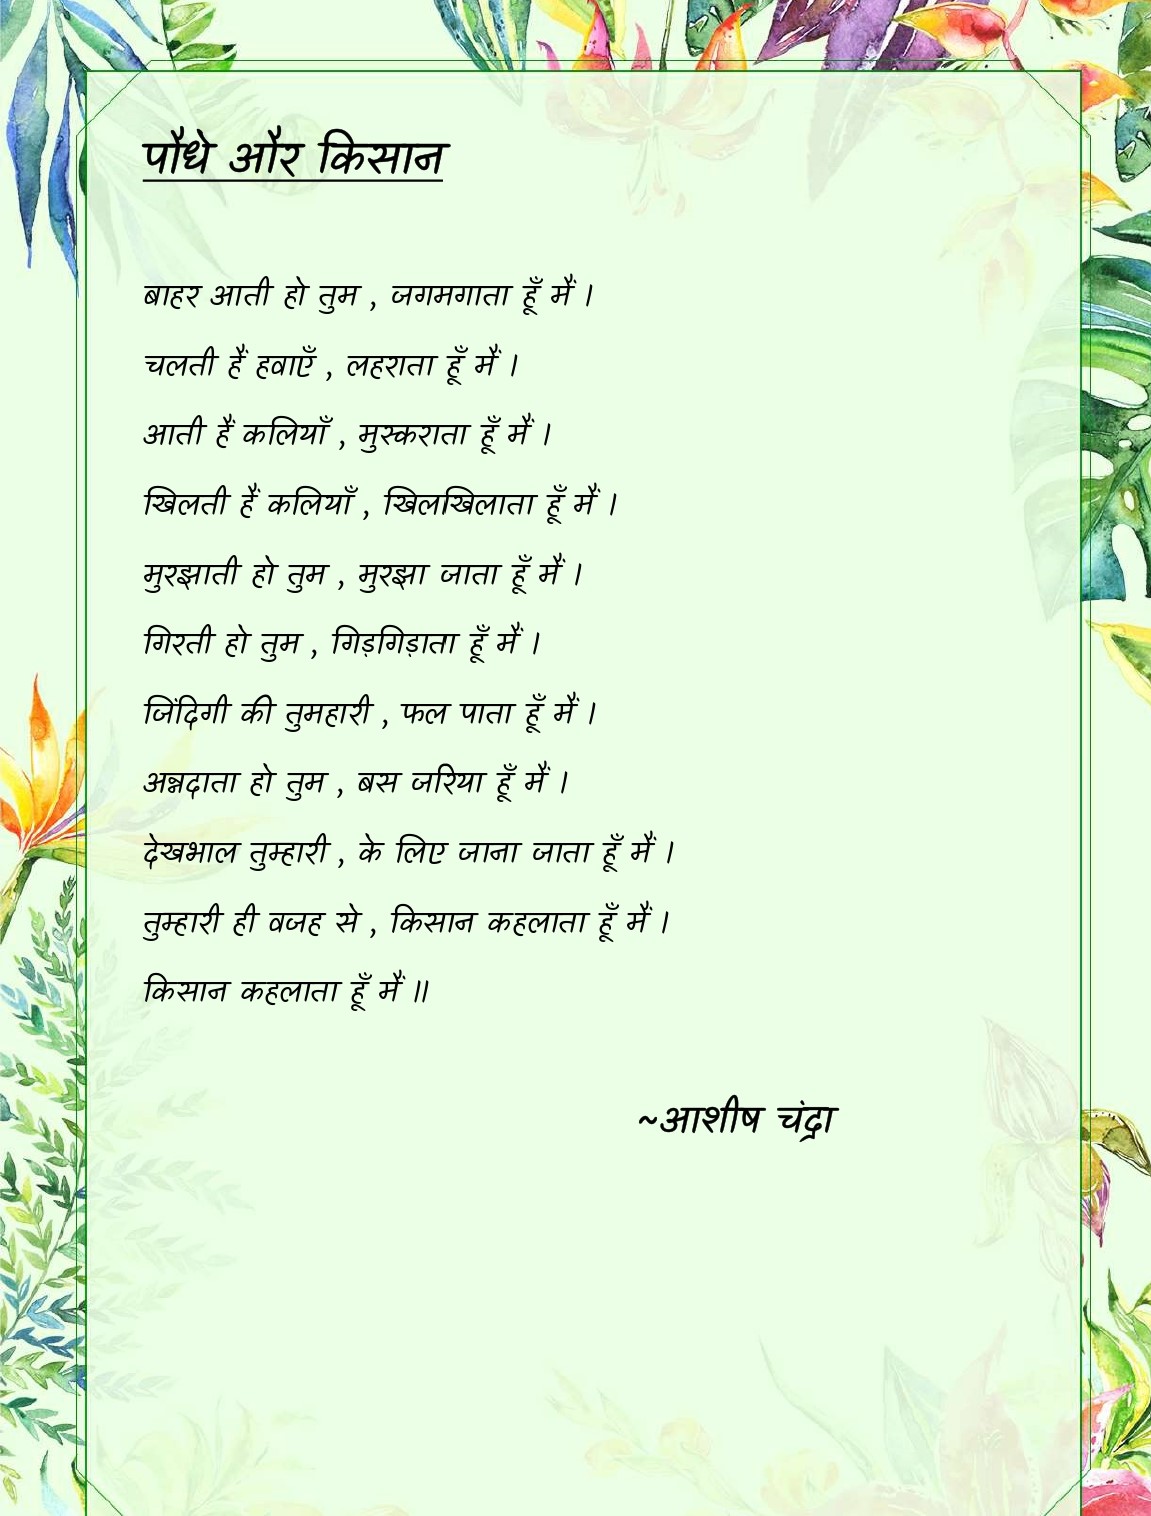 पौधे और किसान
बाहर आती हो तुम , जगमगाता हूँ मैं ।
चलती हैं हवाएँ , लहराता हूँ मैं ।
आती हैं कलियाँ , मुस्कराता हूँ मैं ।
खिलती हैं कलियाँ , खिलखिलाता हूँ मैं ।
मुरझाती हो तुम , मुरझा जाता हूँ मैं ।
गिरती हो तुम , गिड़गिड़ाता हूँ मैं ।
जिंदिगी की तुमहारी , फल पाता हूँ मैं ।
अन्नदाता हो तुम , बस जरिया हूँ मैं ।
देखभाल तुम्हारी , के लिए जाना जाता हूँ मैं ।
तुम्हारी ही वजह से , किसान कहलाता हूँ मैं ।
किसान कहलाता हूँ मैं ॥
~आशीष चंद्रा